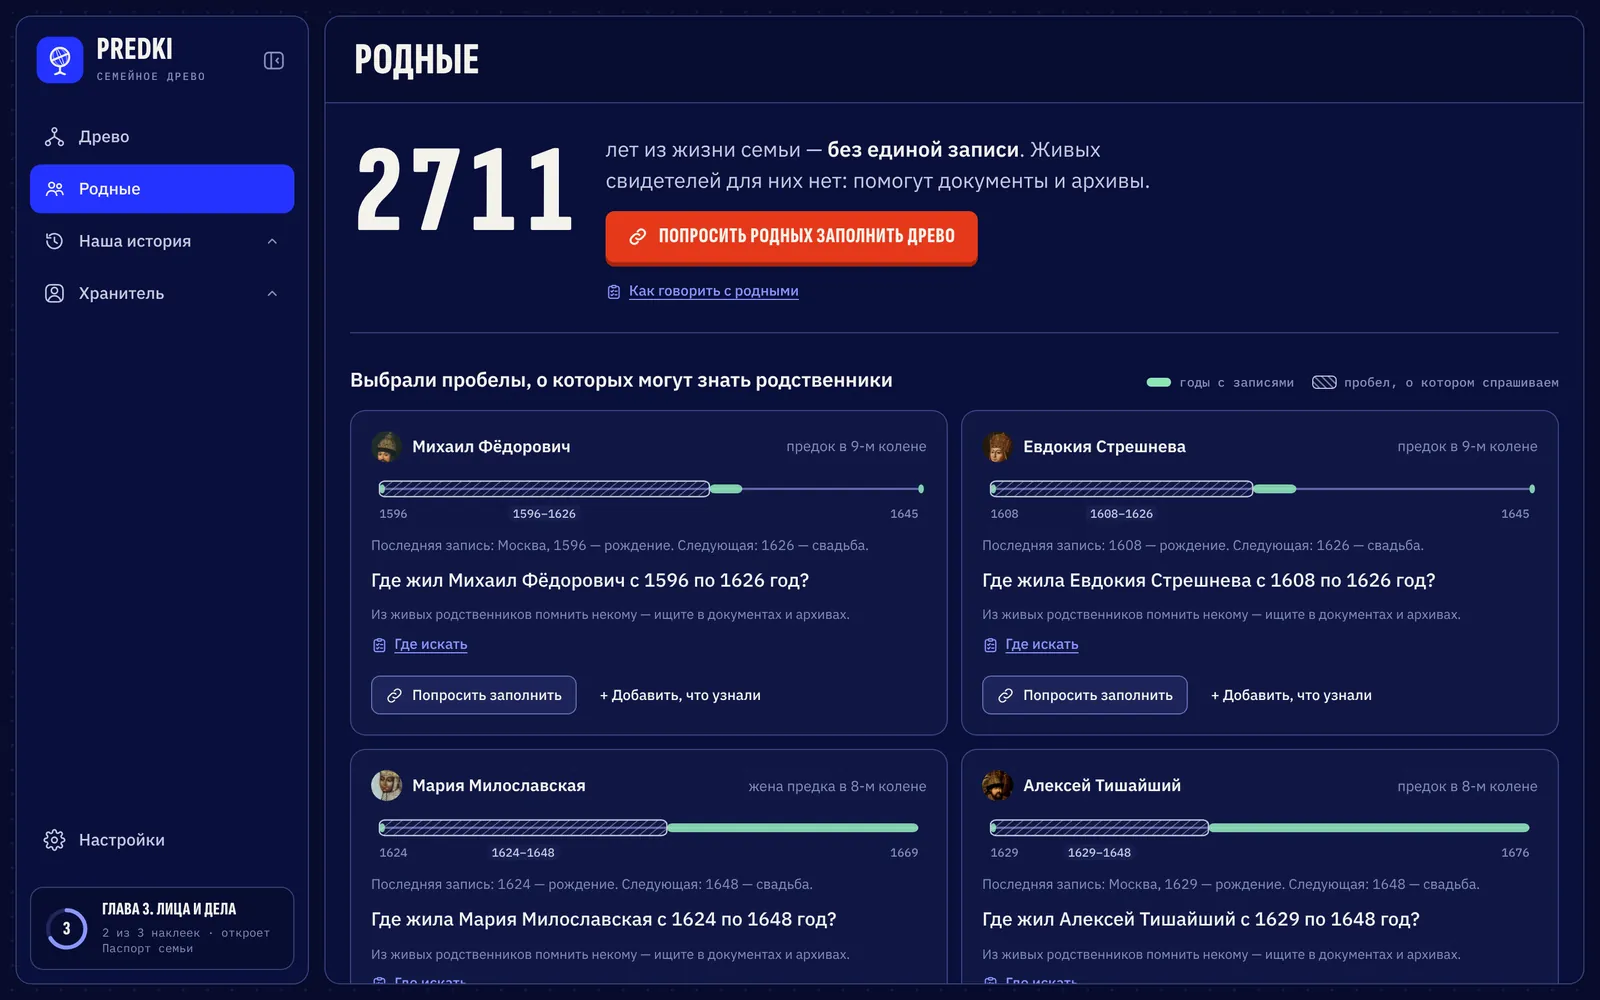 PREDKI
СЕМЕЙНОЕ ДРЕВО
Древо
Родные
Наша история
Хранитель
Настройки
3
ГЛАВА 3. ЛИЦА И ДЕЛА
2 из 3 наклеек · откроет
Паспорт семьи
РОДНЫЕ
2711
лет из жизни семьи — без единой записи. Живых
свидетелей для них нет: помогут документы и архивы.
ПОПРОСИТЬ РОДНЫХ ЗАПОЛНИТЬ ДРЕВО
Как говорить с родными
Выбрали пробелы, о которых могут знать родственники
годы с записями
пробел, о котором спрашиваем
Михаил Фёдорович
предок в 9-м колене
1596
1596–1626
1645
Последняя запись: Москва, 1596 — рождение. Следующая: 1626 — свадьба.
Где жил Михаил Фёдорович с 1596 по 1626 год?
Из живых родственников помнить некому — ищите в документах и архивах.
Где искать
Попросить заполнить
+ Добавить, что узнали
Евдокия Стрешнева
предок в 9-м колене
1608
1608–1626
1645
Последняя запись: 1608 — рождение. Следующая: 1626 — свадьба.
Где жила Евдокия Стрешнева с 1608 по 1626 год?
Из живых родственников помнить некому — ищите в документах и архивах.
Где искать
Попросить заполнить
+ Добавить, что узнали
Мария Милославская
жена предка в 8-м колене
1624
1624–1648
1669
Последняя запись: 1624 — рождение. Следующая: 1648 — свадьба.
Где жила Мария Милославская с 1624 по 1648 год?
Из живых родственников помнить некому — ищите в документах и архивах.
Где искать
Алексей Тишайший
предок в 8-м колене
1629
1629–1648
1676
Последняя запись: Москва, 1629 — рождение. Следующая: 1648 — свадьба.
Где жил Алексей Тишайший с 1629 по 1648 год?
Из живых родственников помнить некому — ищите в документах и архивах.
Где искать